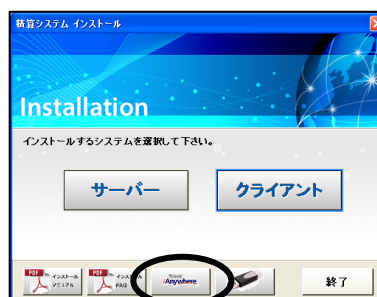 積算システム インストール
Installation
インストールするシステムを選択して下さい。
サーバー
クライアント
PDF インストール マニュアル
PDF インストール FAQ
iAnywhere
終了